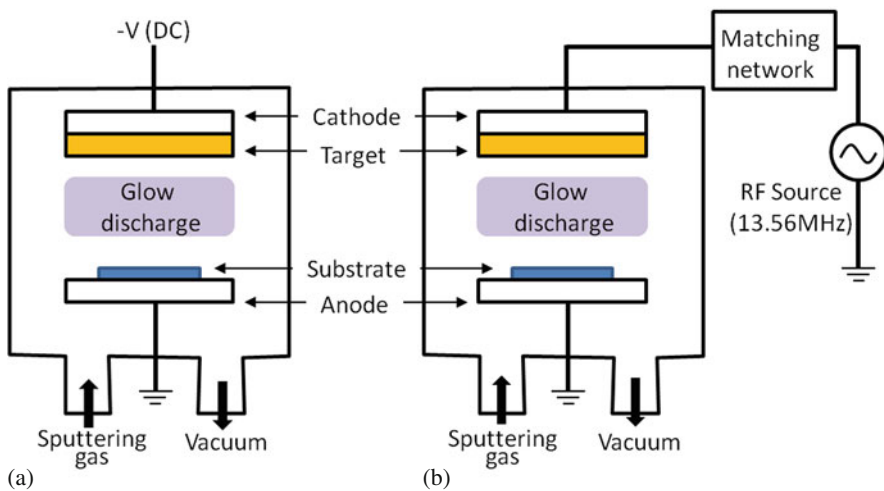 -V (DC)
Matching
network
Cathode
Target
Glow
discharge
Glow
discharge
RF Source
(13.56MHz)
Substrate
Anode
Sputtering
gas
Vacuum
Sputtering
gas
Vacuum
(a)
(b)